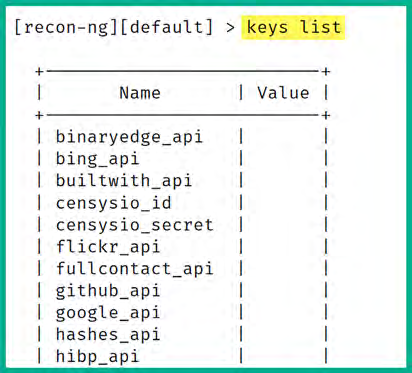 [recon-ng][default] > keys list
+---------------------------+
| Name | Value |
+---------------------------+
| binaryedge_api | |
| bing_api | |
| builtwith_api | |
| censysio_id | |
| censysio_secret | |
| flickr_api | |
| fullcontact_api | |
| github_api | |
| google_api | |
| hashes_api | |
| hibp_api | |